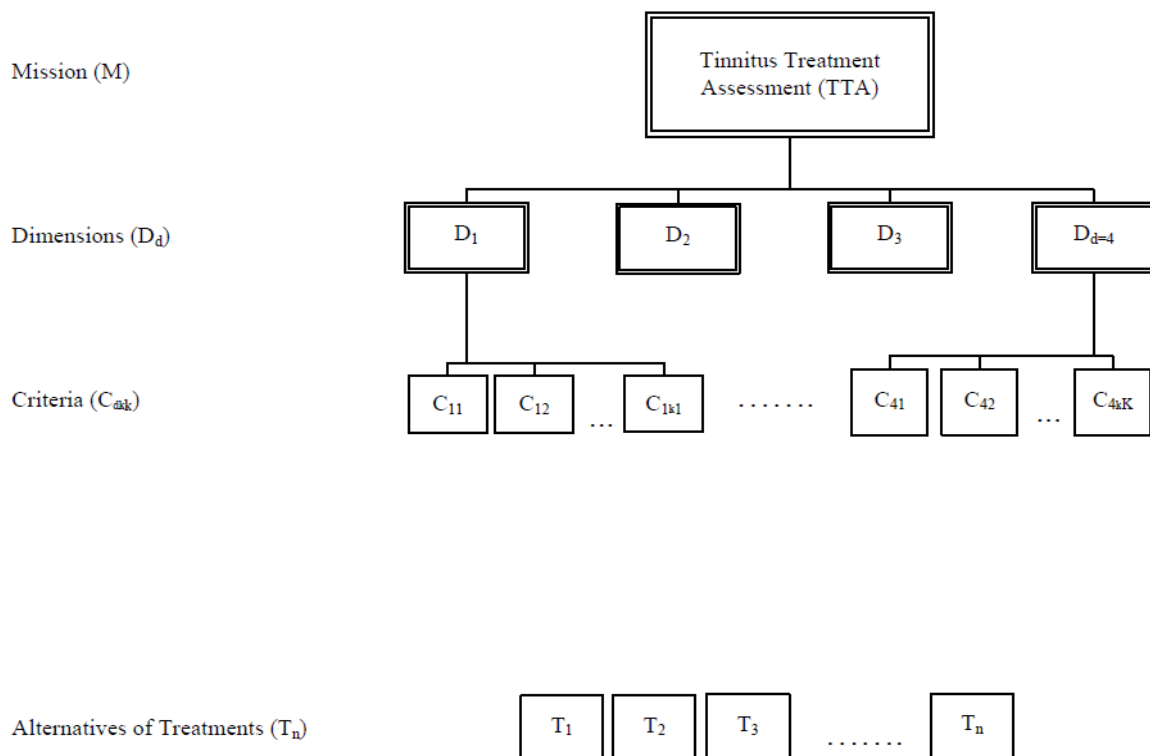 Mission (M)
Tinnitus Treatment
Assessment (TTA)
Dimensions (Dd)
D1
D2
D3
Dd=4
Criteria (Cdkk)
C11
C12
...
C1k1
.......
C41
C42
...
C4kK
Alternatives of Treatments (Tn)
T1
T2
T3
.......
Tn